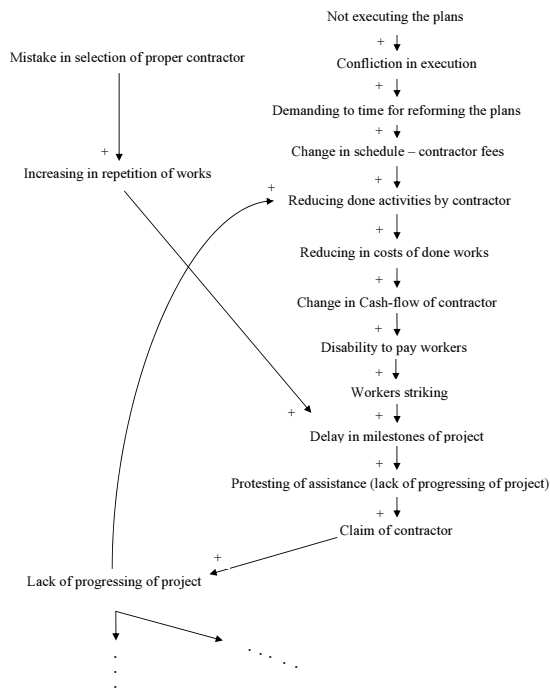 Not executing the plans
+
Mistake in selection of proper contractor
Confliction in execution
+
Demanding to time for reforming the plans
+
+
Change in schedule – contractor fees
Increasing in repetition of works
+
+
Reducing done activities by contractor
+
Reducing in costs of done works
+
Change in Cash-flow of contractor
+
Disability to pay workers
+
Workers striking
+
+
Delay in milestones of project
+
Protesting of assistance (lack of progressing of project)
+
Claim of contractor
+
Lack of progressing of project
. . . . .
.
.
.